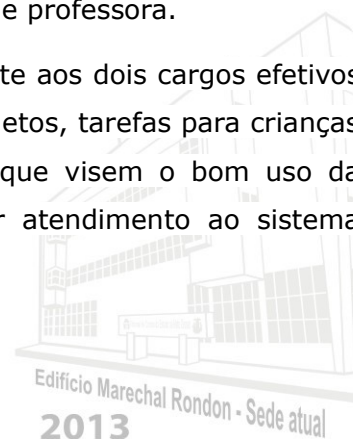 e professora.
te aos dois cargos efetivos
etos, tarefas para crianças
que visem o bom uso da
r atendimento ao sistema
Edifício Marechal Rondon - Sede atual
2013